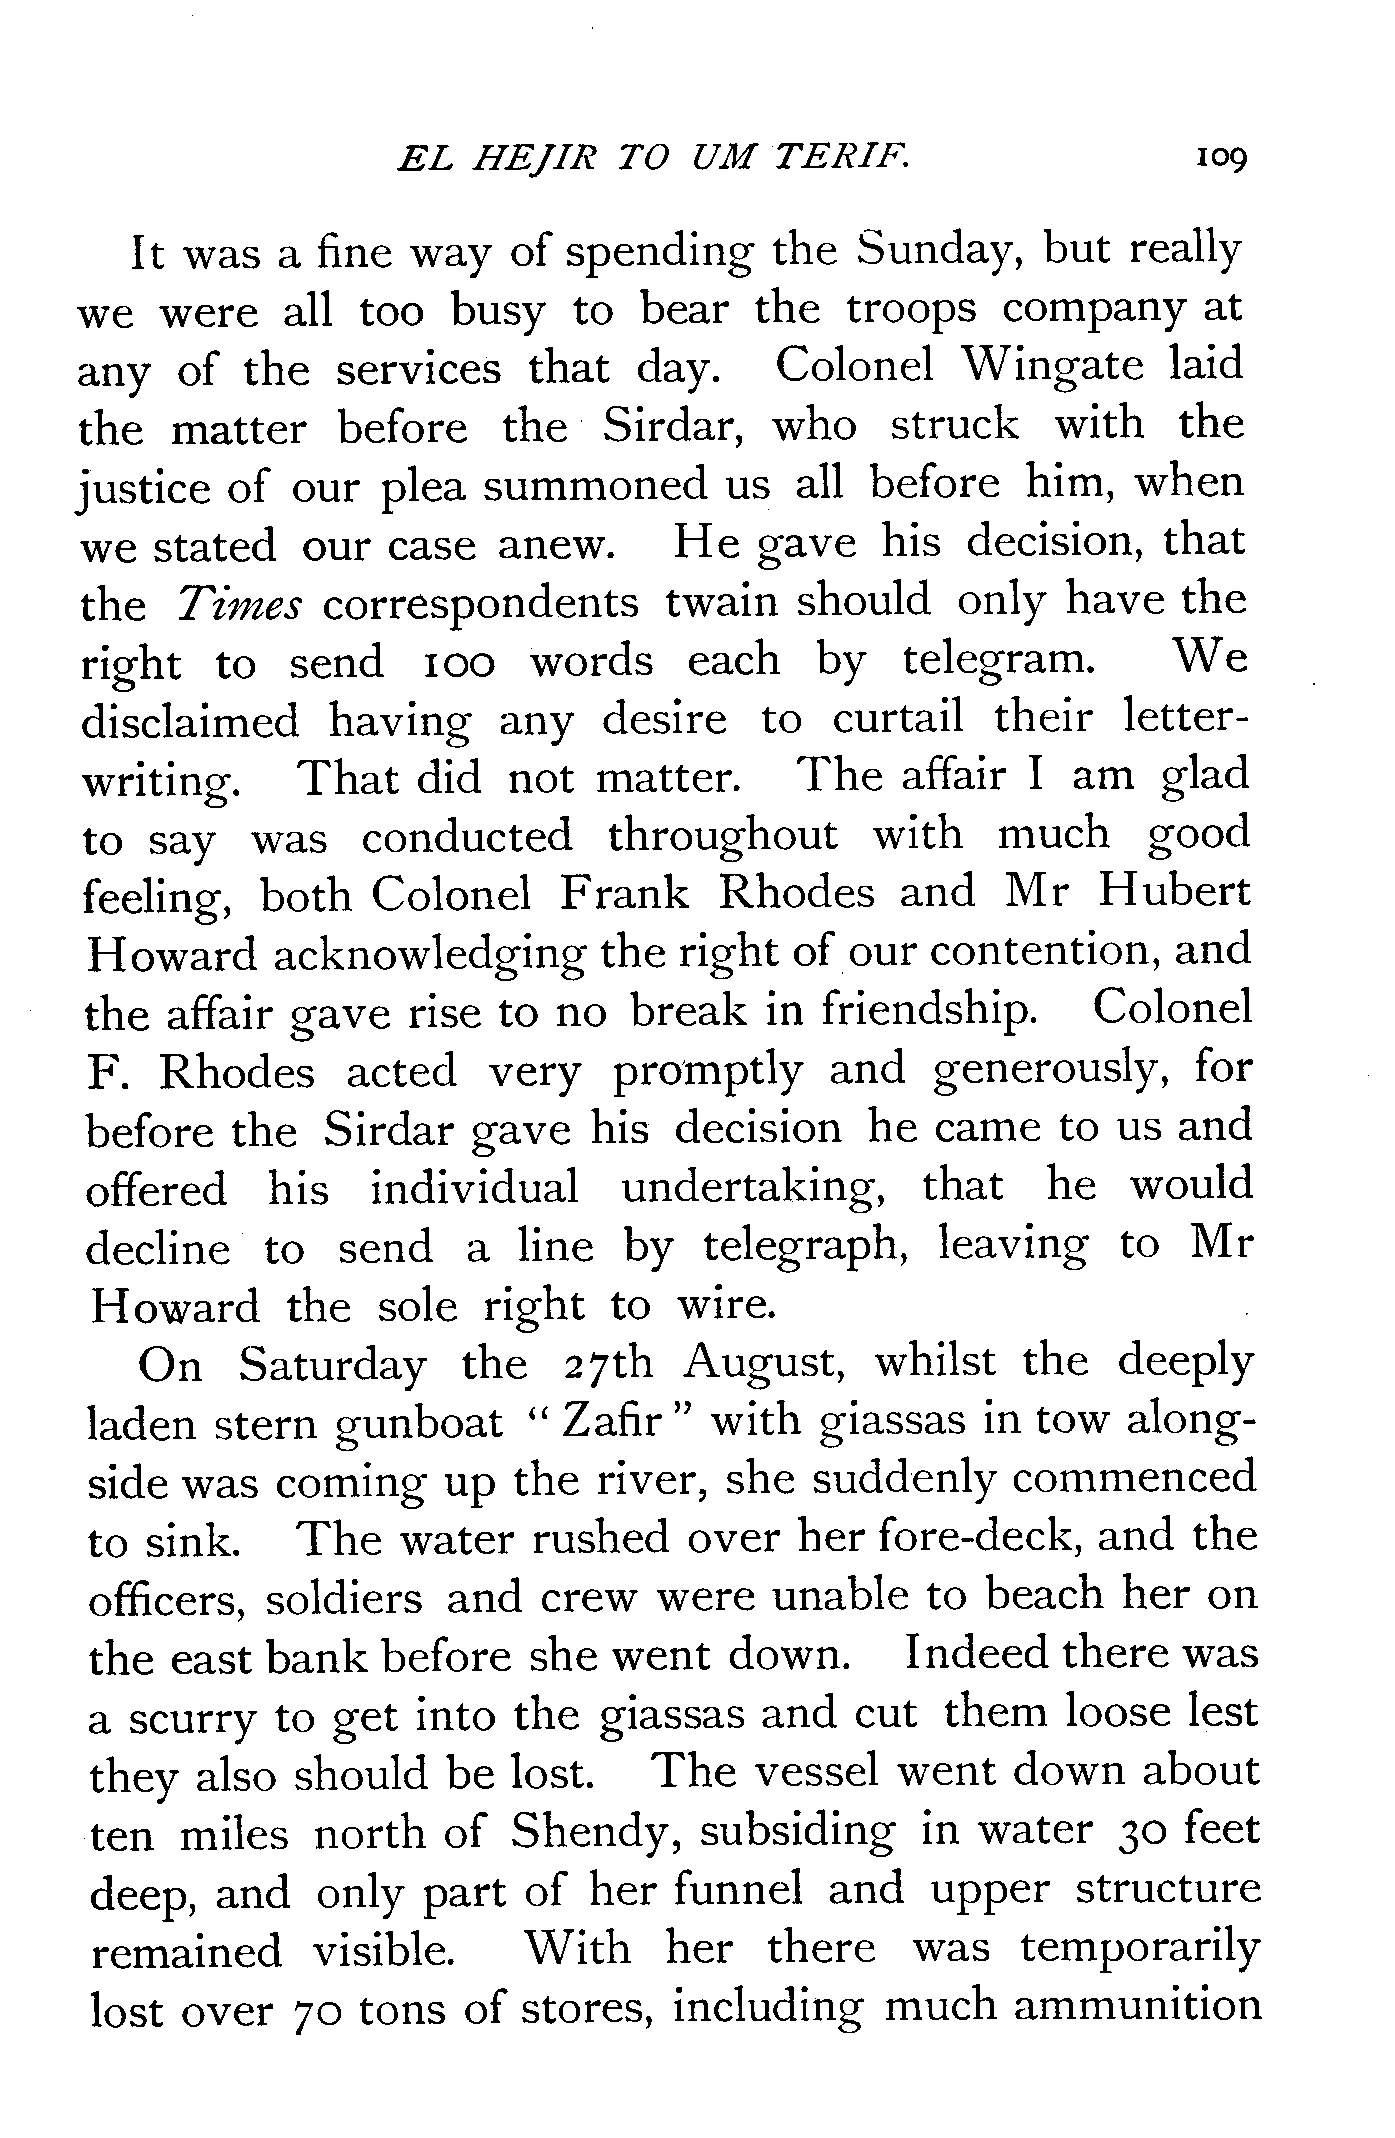 EL HEJIR TO UM TERIF. 109
It was a fine way of spending the Sunday, but really
we were all too busy to bear the troops company at
any of the services that day. Colonel Wingate laid
the matter before the Sirdar, who struck with the
justice of our plea summoned us all before him, when
we stated our case anew. He gave his decision, that
the Times correspondents twain should only have the
right to send 100 words each by telegram. We
disclaimed having any desire to curtail their letter-
writing. That did not matter. The affair I am glad
to say was conducted throughout with much good
feeling, both Colonel Frank Rhodes and Mr Hubert
Howard acknowledging the right of our contention, and
the affair gave rise to no break in friendship. Colonel
F. Rhodes acted very promptly and generously, for
before the Sirdar gave his decision he came to us and
offered his individual undertaking, that he would
decline to send a line by telegraph, leaving to Mr
Howard the sole right to wire.
On Saturday the 27th August, whilst the deeply
laden stern gunboat “ Zafir ” with giassas in tow along-
side was coming up the river, she suddenly commenced
to sink. The water rushed over her fore-deck, and the
officers, soldiers and crew were unable to beach her on
the east bank before she went down. Indeed there was
a scurry to get into the giassas and cut them loose lest
they also should be lost. The vessel went down about
ten miles north of Shendy, subsiding in water 30 feet
deep, and only part of her funnel and upper structure
remained visible. With her there was temporarily
lost over 70 tons of stores, including much ammunition